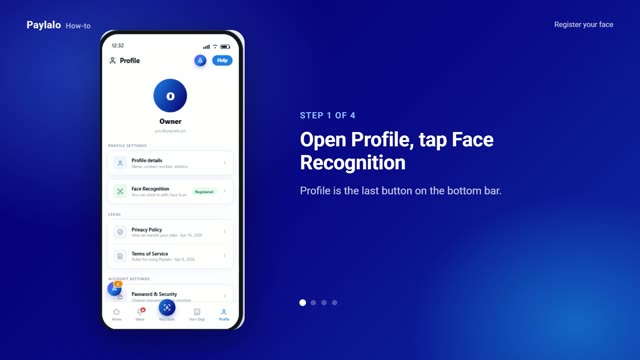 Paylalo How-to
Register your face
12:32
Profile
Help
O
Owner
PROFILE SETTINGS
Profile details
Face Recognition
Registered
LEGAL
Privacy Policy
Terms of Service
ACCOUNT SETTINGS
Password & Security
Home
Profile
STEP 1 OF 4
Open Profile, tap Face
Recognition
Profile is the last button on the bottom bar.